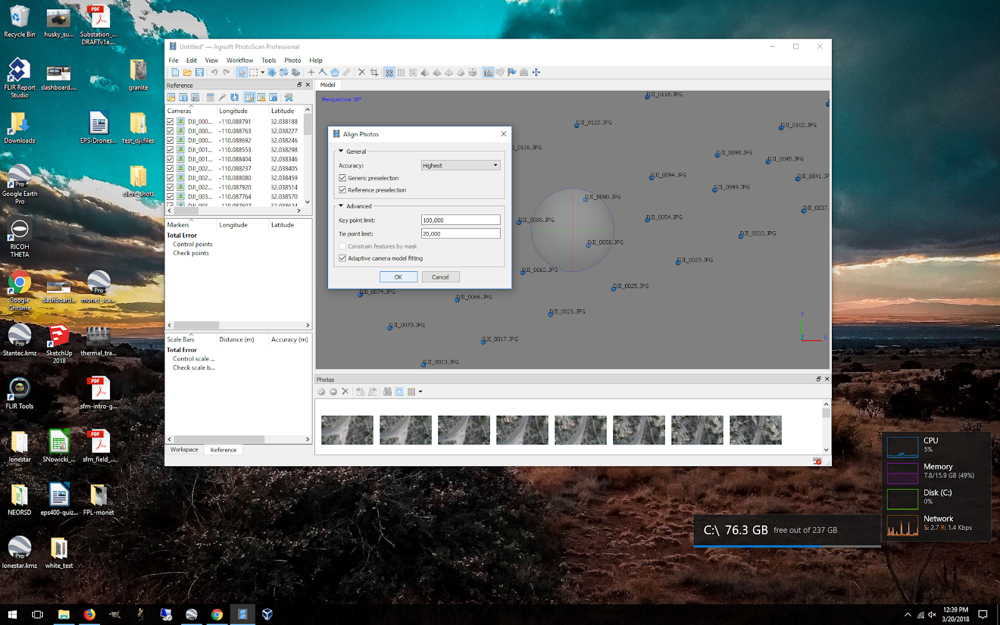 Recycle Bin
husky_su...
Substation_...
DRAFTv1a....
FLIR Report
Studio
dashboard....
granite
Downloads
EPS-Drones...
test_dji.files
Google Earth
Pro
cleve_shots
RICOH
THETA
Google
Chrome
dashboard...
monet_sca...
Stantec.kmz
SketchUp
2018
thermal_tra...
FLIR Tools
sfm-intro-g...
lonestar
SNowicki_...
sfm_field_...
NEORSD
eps400-quiz...
FPL-monet
lonestar.kmz
white_test
Untitled* — Agisoft PhotoScan Professional
File Edit View Workflow Tools Photo Help
Reference
Cameras Longitude Latitude
DJI_000... -110.088791 32.038188
DJI_000... -110.088763 32.038227
DJI_000... -110.088692 32.038246
DJI_001... -110.088553 32.038298
DJI_001... -110.088404 32.038346
DJI_002... -110.088237 32.038405
DJI_002... -110.088080 32.038459
DJI_002... -110.087920 32.038514
DJI_003... -110.087764 32.038570
DJI_003... -110.087607 32.038624
Markers Longitude Latitude
Total Error
Control points
Check points
Scale Bars Distance (m) Accuracy (m)
Total Error
Control scale ...
Check scale b...
Workspace Reference
Model
Perspective 30°
DJI_0118.JPG
DJI_0122.JPG
DJI_0102.JPG
I_0126.JPG
DJI_0098.JPG
DJI_0045.JPG
DJI_0094.JPG
DJI_0041.JP
DJI_0049.JPG
DJI_0090.JPG
DJI_0037.
DJI_0086.JPG
DJI_0054.JPG
DJI_0033.JPG
DJI_0058.JPG
DJI_0029.JPG
DJI_0062.JPG
DJI_0025.JPG
DJI_0074.JPG
DJI_0066.JPG
DJI_0021.JPG
DJI_0070.JPG
DJI_0017.JPG
DJI_0013.JPG
Y
Z X
Align Photos
General
Accuracy: Highest
Generic preselection
Reference preselection
Advanced
Key point limit: 100,000
Tie point limit: 20,000
Constrain features by mask
Adaptive camera model fitting
OK Cancel
Photos
CPU
5%
Memory
7.8/15.9 GB (49%)
Disk (C:)
0%
Network
S: 2.7 R: 1.4 Kbps
C:\ 76.3 GB free out of 237 GB
12:39 PM
3/20/2018
PDF
PDF
PDF
Pro
Pro
Pro
Pro
Pro